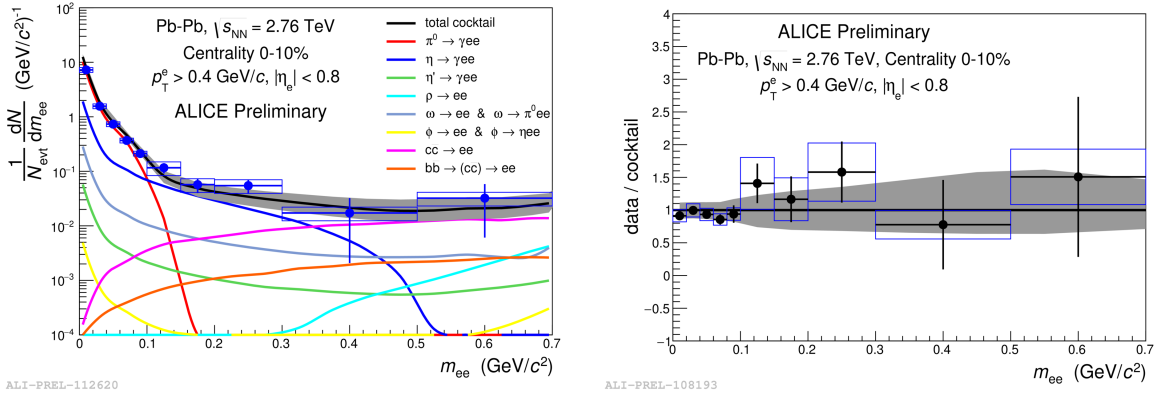 10²
10
1
10⁻¹
10⁻²
10⁻³
10⁻⁴
1/N_evt dN/dm_ee (GeV/c²)⁻¹
Pb-Pb, √s_NN = 2.76 TeV
Centrality 0-10%
p_T^e > 0.4 GeV/c, |η_e| < 0.8
ALICE Preliminary
total cocktail
π⁰ → γee
η → γee
η' → γee
ρ → ee
ω → ee & ω → π⁰ee
ϕ → ee & ϕ → ηee
cc → ee
bb → (cc) → ee
0 0.1 0.2 0.3 0.4 0.5 0.6 0.7
m_ee (GeV/c²)
ALI-PREL-112620
data / cocktail
4
3.5
3
2.5
2
1.5
1
0.5
0
−0.5
−1
ALICE Preliminary
Pb-Pb, √s_NN = 2.76 TeV, Centrality 0-10%
p_T^e > 0.4 GeV/c, |η_e| < 0.8
0 0.1 0.2 0.3 0.4 0.5 0.6 0.7
m_ee (GeV/c²)
ALI-PREL-108193